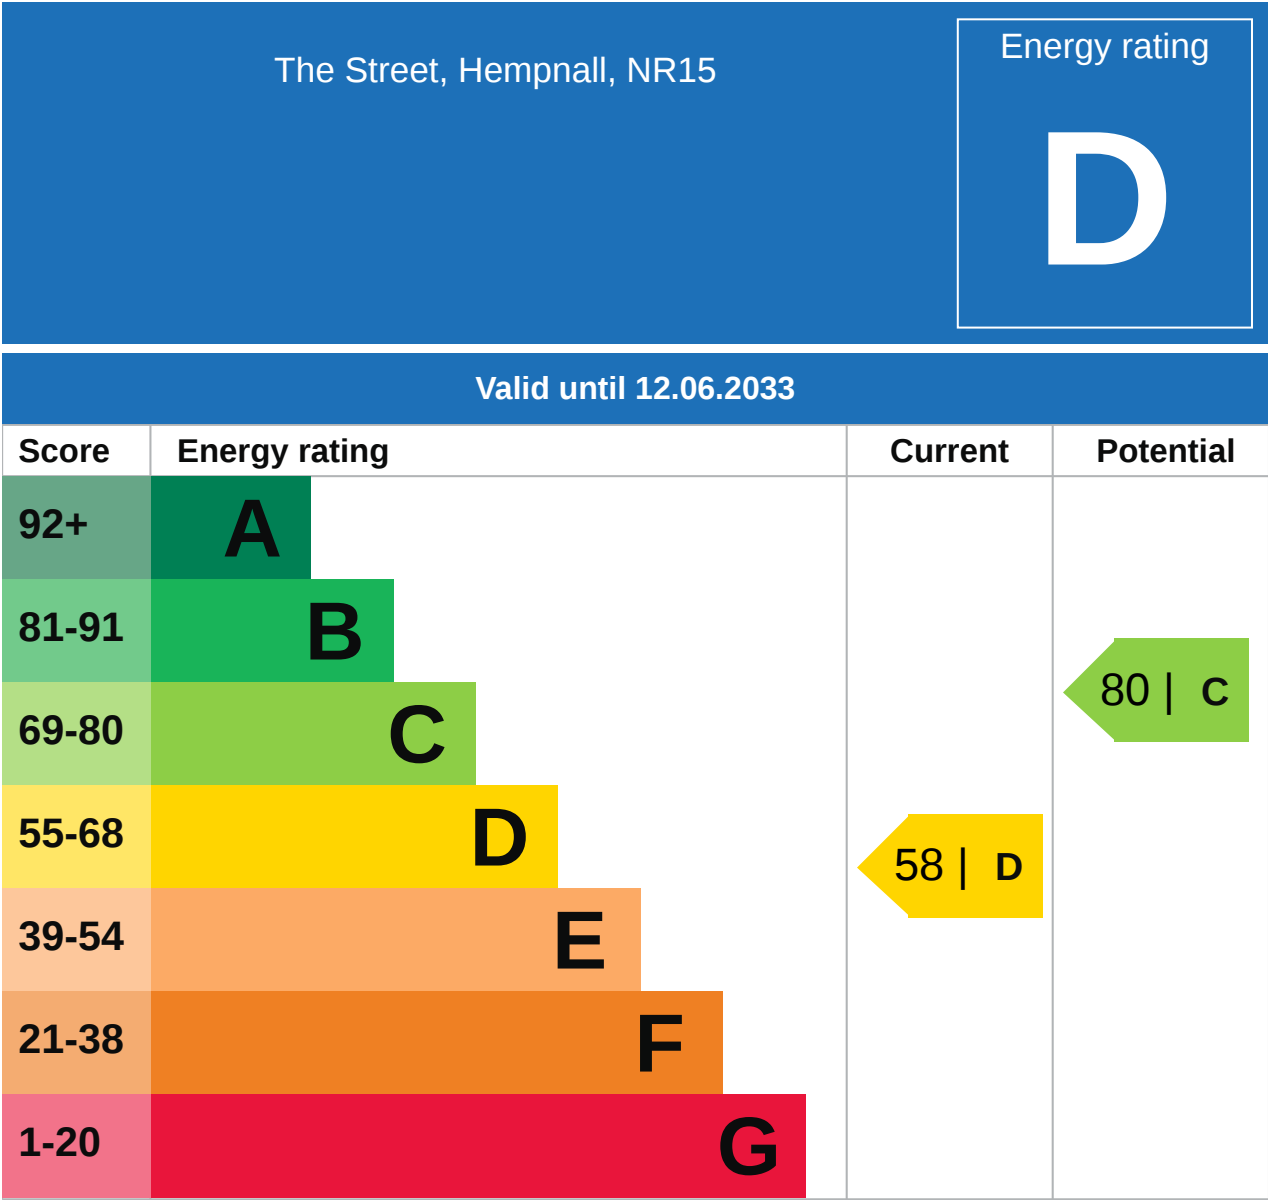 The Street, Hempnall, NR15
Energy rating
D
Valid until 12.06.2033
Score Energy rating Current Potential
92+ A
81-91 B
69-80 C 80 | C
55-68 D 58 | D
39-54 E
21-38 F
1-20 G